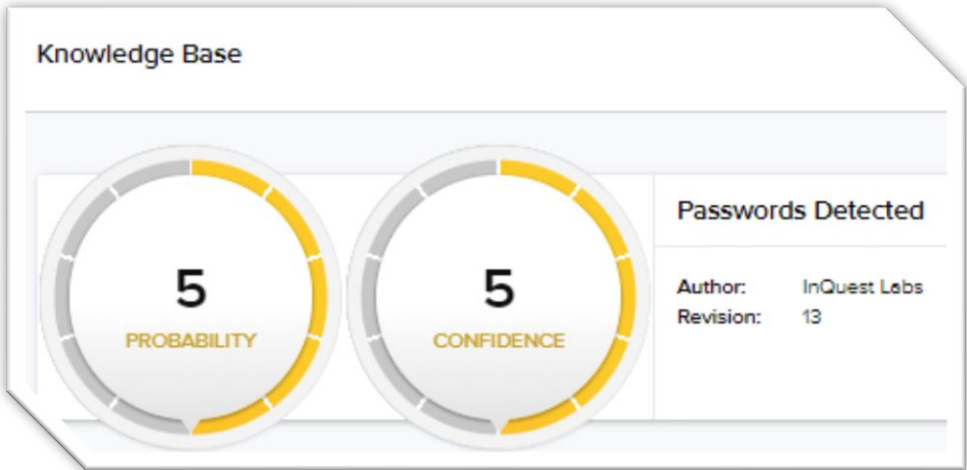 Knowledge Base
5
PROBABILITY
5
CONFIDENCE
Passwords Detected
Author: InQuest Labs
Revision: 13